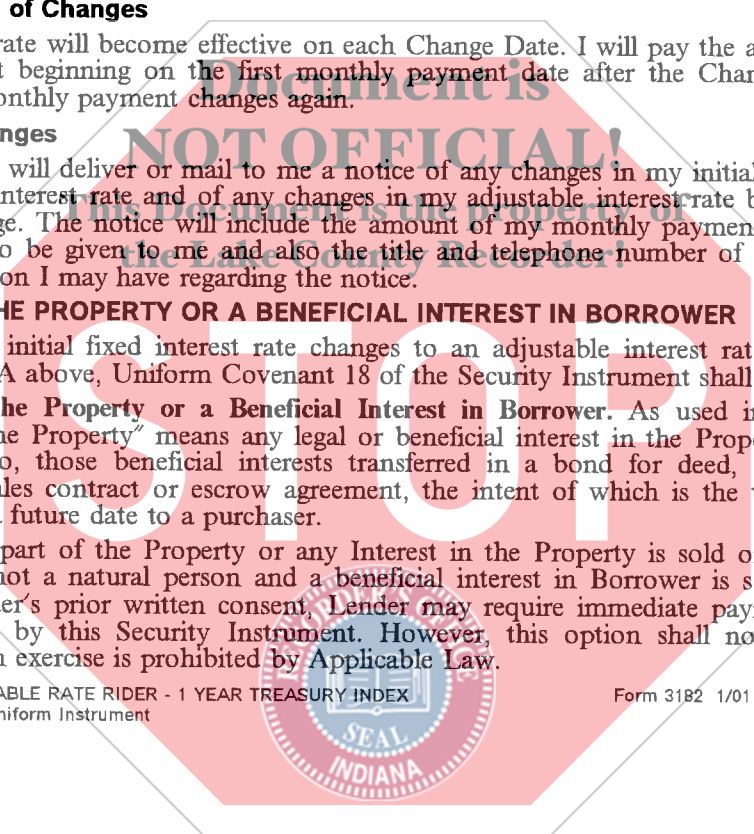 of Changes
rate will become effective on each Change Date. I will pay the a
t beginning on the first monthly payment date after the Chan
onthly payment changes again.
nges
will deliver or mail to me a notice of any changes in my initial
nterest rate and of any changes in my adjustable interest rate b
ge. The notice will include the amount of my monthly payment
o be given to me and also the title and telephone number of
on I may have regarding the notice.
HE PROPERTY OR A BENEFICIAL INTEREST IN BORROWER
initial fixed interest rate changes to an adjustable interest rat
A above, Uniform Covenant 18 of the Security Instrument shall
he Property or a Beneficial Interest in Borrower. As used in
he Property" means any legal or beneficial interest in the Prope
o, those beneficial interests transferred in a bond for deed,
ales contract or escrow agreement, the intent of which is the
future date to a purchaser.
part of the Property or any Interest in the Property is sold o
not a natural person and a beneficial interest in Borrower is s
er's prior written consent, Lender may require immediate pay
by this Security Instrument. However, this option shall no
exercise is prohibited by Applicable Law.
ABLE RATE RIDER - 1 YEAR TREASURY INDEX Form 3182 1/01
niform Instrument
Document is
NOT OFFICIAL!
This Document is the property of
the Lake County Recorder!
STOP
RECORDER'S OFFICE
SEAL
INDIANA